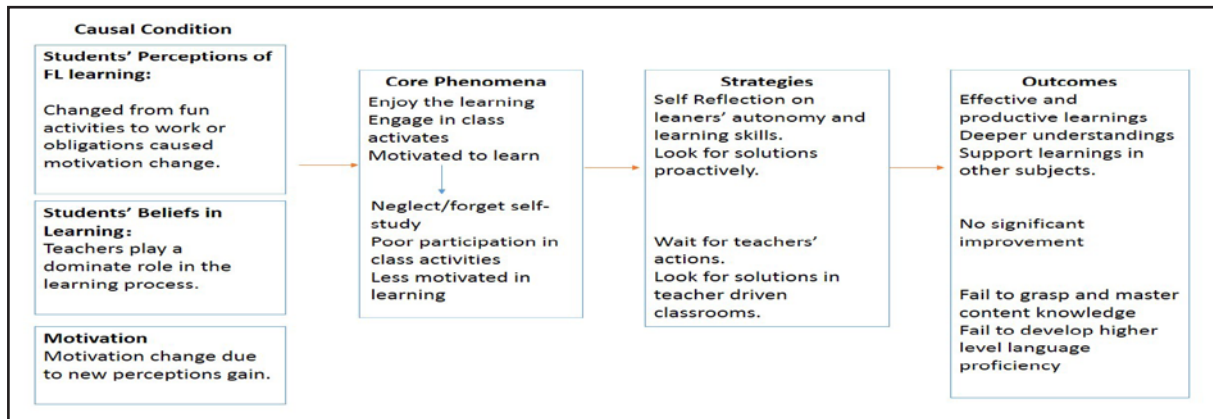 Causal Condition
Students' Perceptions of
FL learning:
Changed from fun
activities to work or
obligations caused
motivation change.
Students' Beliefs in
Learning:
Teachers play a
dominate role in the
learning process.
Motivation
Motivation change due
to new perceptions gain.
Core Phenomena
Enjoy the learning
Engage in class
activates
Motivated to learn
Neglect/forget self-
study
Poor participation in
class activities
Less motivated in
learning
Strategies
Self Reflection on
leaners' autonomy and
learning skills.
Look for solutions
proactively.
Wait for teachers'
actions.
Look for solutions in
teacher driven
classrooms.
Outcomes
Effective and
productive learnings
Deeper understandings
Support learnings in
other subjects.
No significant
improvement
Fail to grasp and master
content knowledge
Fail to develop higher
level language
proficiency